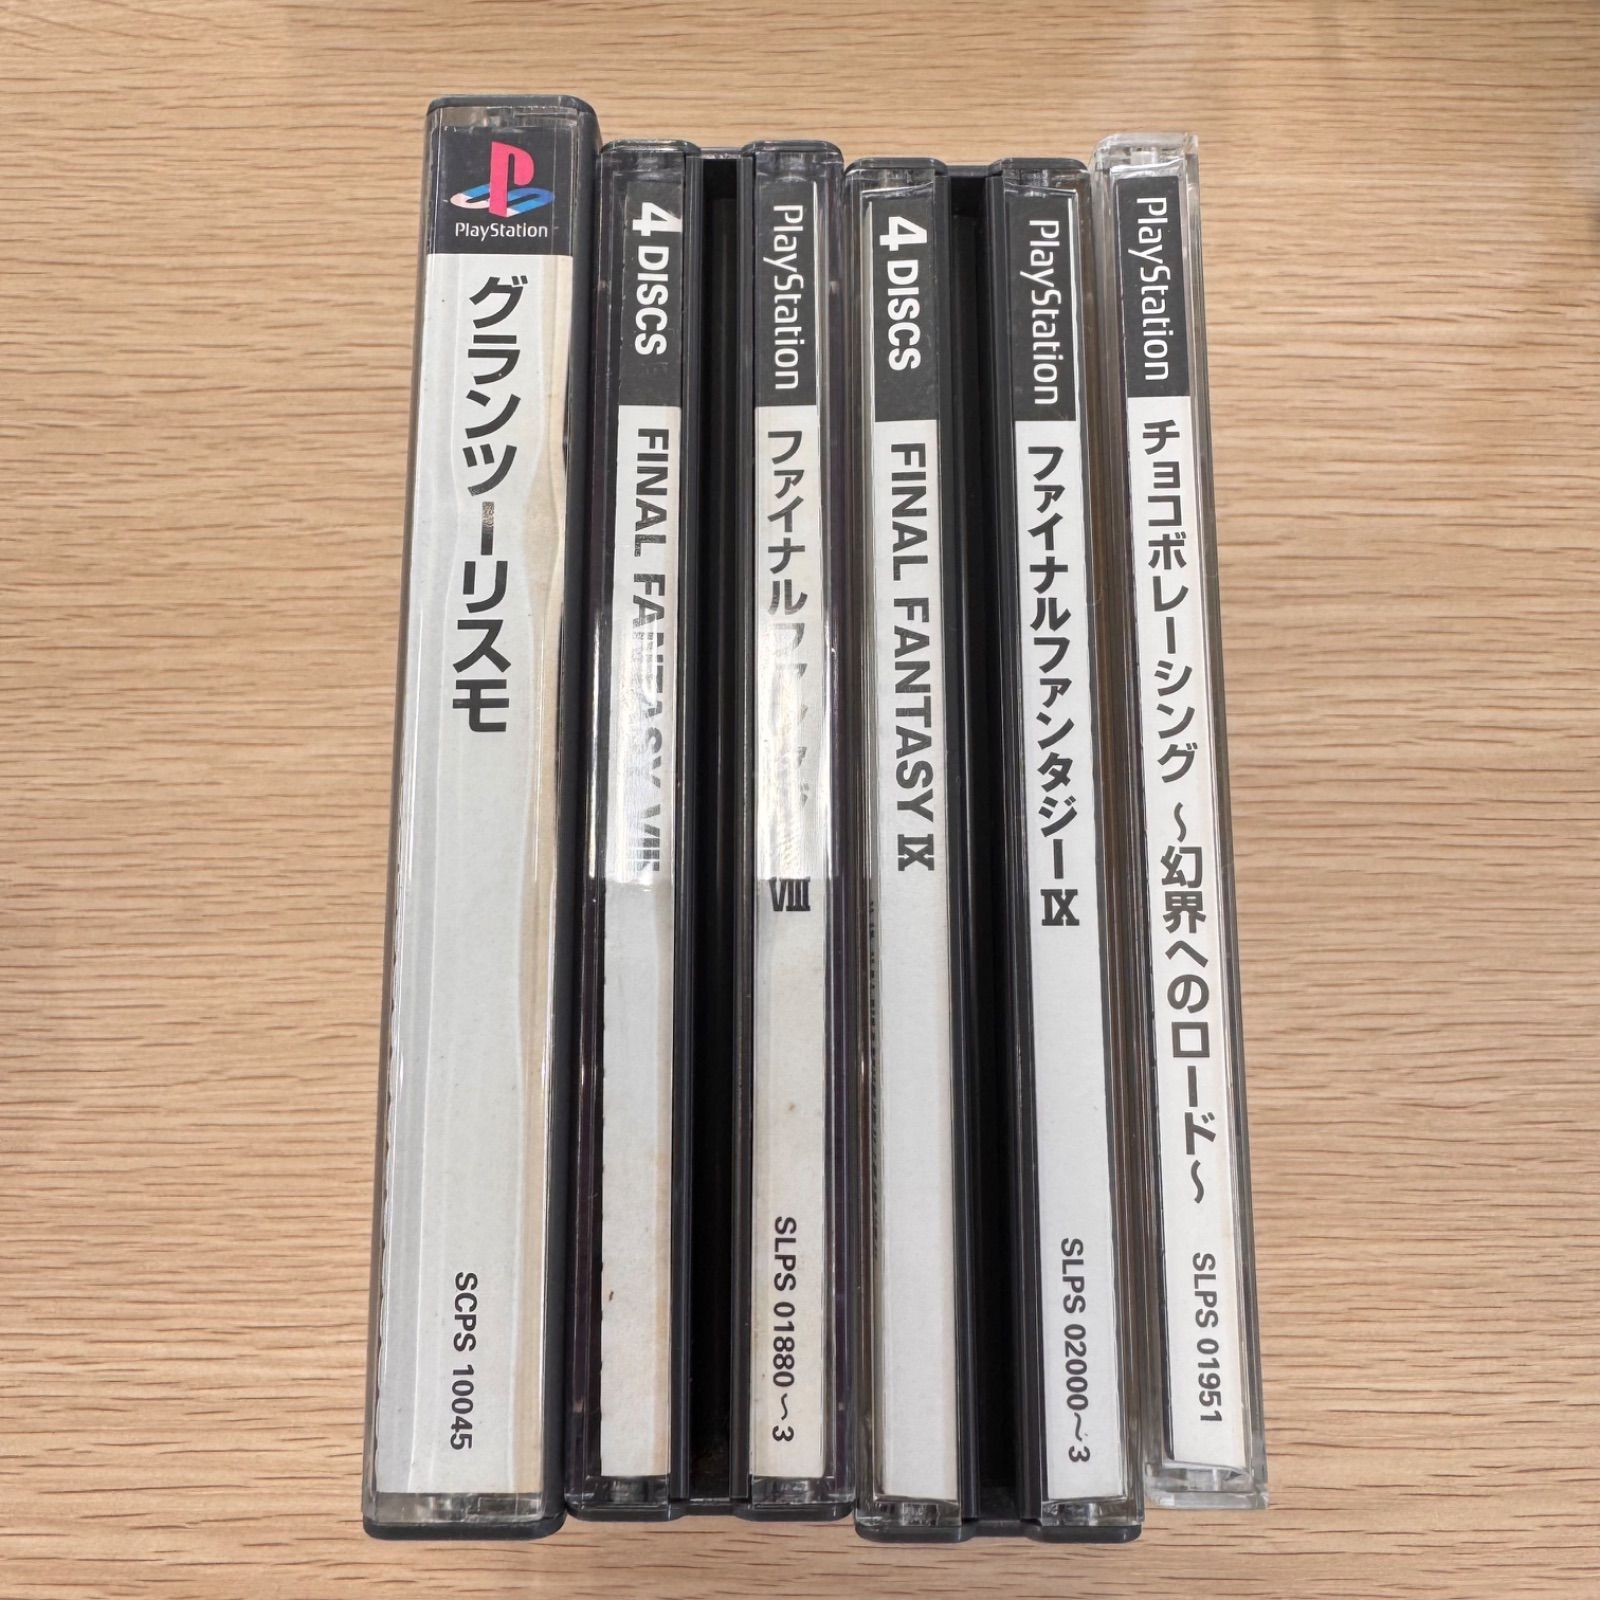 PlayStation
グランツーリスモ
SCPS 10045
4 DISCS
FINAL FANTASY VIII
PlayStation
ファイナルファンタジー VIII
SLPS 01880〜3
4 DISCS
FINAL FANTASY IX
PlayStation
ファイナルファンタジー IX
SLPS 02000〜3
PlayStation
チョコボレーシング 〜幻界へのロード〜
SLPS 01951